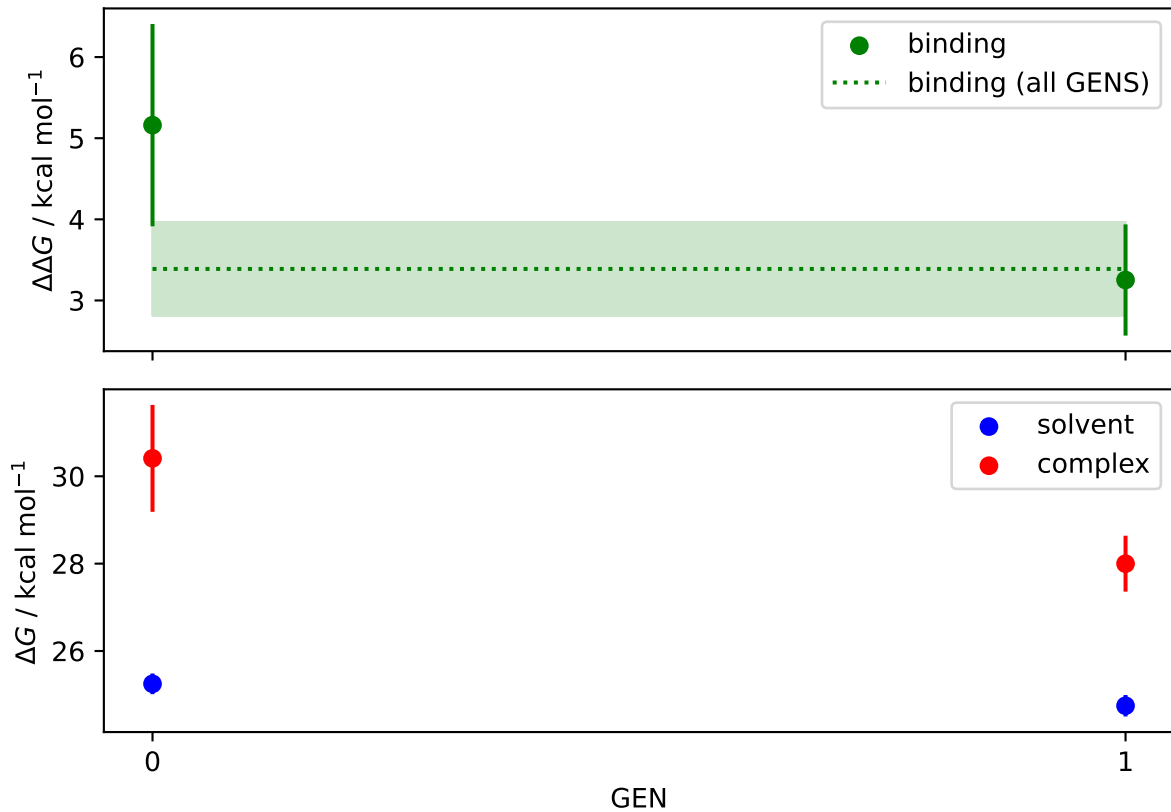 6
5
4
3
ΔΔG / kcal mol⁻¹
binding
binding (all GENS)
30
28
26
ΔG / kcal mol⁻¹
solvent
complex
0
1
GEN